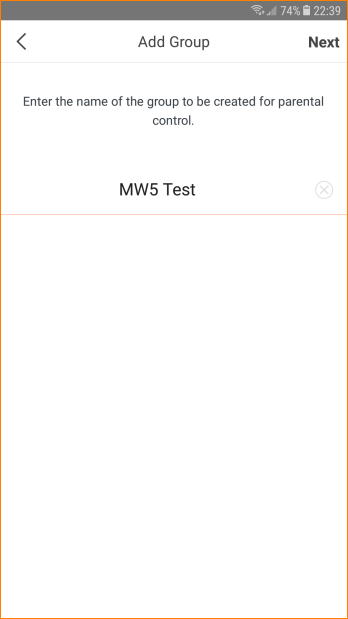 74% 22:39
Add Group Next
Enter the name of the group to be created for parental
control.
MW5 Test